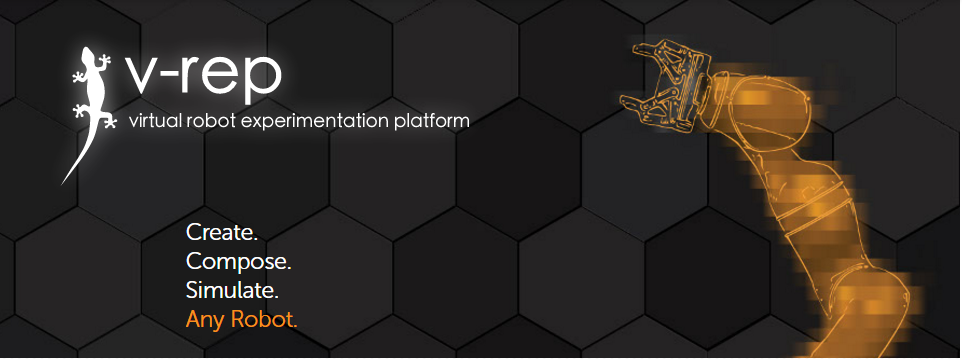 v-rep
virtual robot experimentation platform
Create.
Compose.
Simulate.
Any Robot.